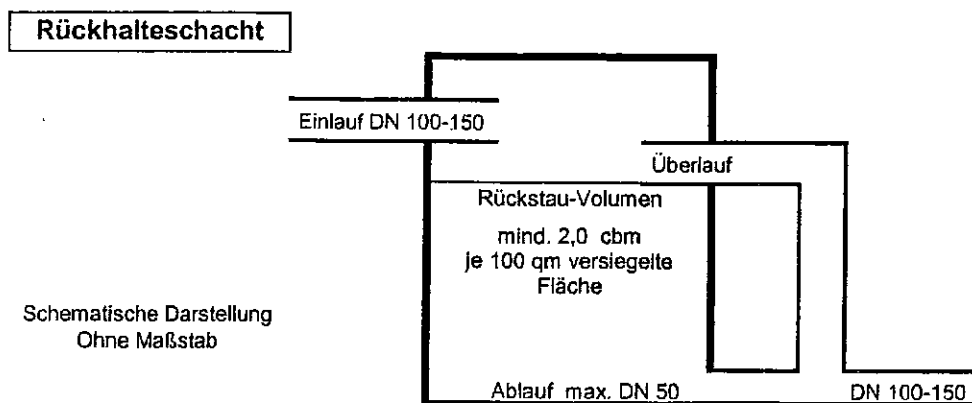 Rückhalteschacht
Einlauf DN 100-150
Überlauf
Rückstau-Volumen
mind. 2,0 cbm
je 100 qm versiegelte
Fläche
Schematische Darstellung
Ohne Maßstab
Ablauf max. DN 50
DN 100-150